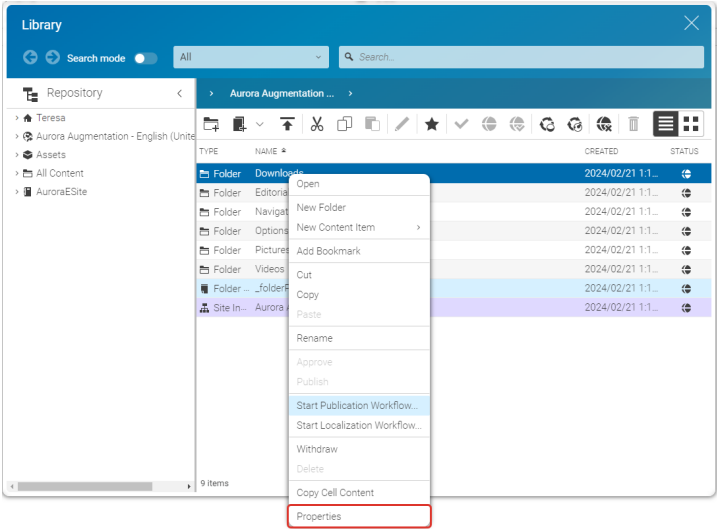 Library
Search mode
All
Search...
Repository
Aurora Augmentation ...
Teresa
Aurora Augmentation - English (Unite
Assets
All Content
AuroraESite
TYPE NAME CREATED STATUS
Folder Downloads 2024/02/21 1:1...
Folder Editoria 2024/02/21 1:1...
Folder Navigat 2024/02/21 1:1...
Folder Options 2024/02/21 1:1...
Folder Pictures 2024/02/21 1:1...
Folder Videos 2024/02/21 1:1...
Folder ... _folderP 2024/02/21 1:1...
Site In... Aurora A 2024/02/21 1:1...
Open
New Folder
New Content Item
Add Bookmark
Cut
Copy
Paste
Rename
Approve
Publish
Start Publication Workflow...
Start Localization Workflow...
Withdraw
Delete
Copy Cell Content
Properties
9 items